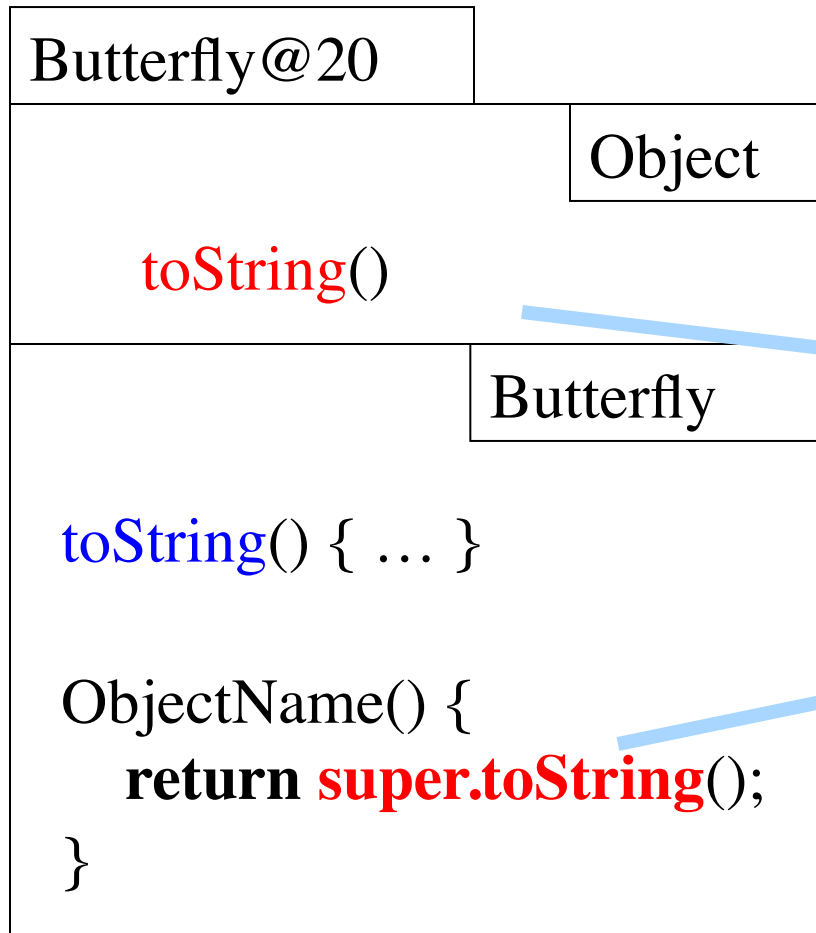 Butterfly@20
Object
toString()
Butterfly
toString() { … }
ObjectName() {
return super.toString();
}